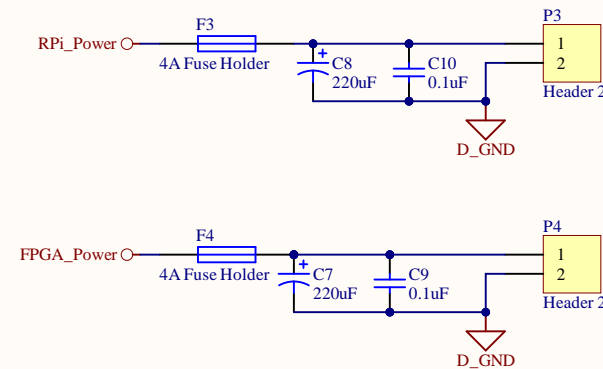 F3
P3
RPi_Power
1
4A Fuse Holder
+
C8
C10
2
220uF
0.1uF
Header 2
D_GND
F4
P4
FPGA_Power
1
4A Fuse Holder
+
C7
C9
2
220uF
0.1uF
Header 2
D_GND